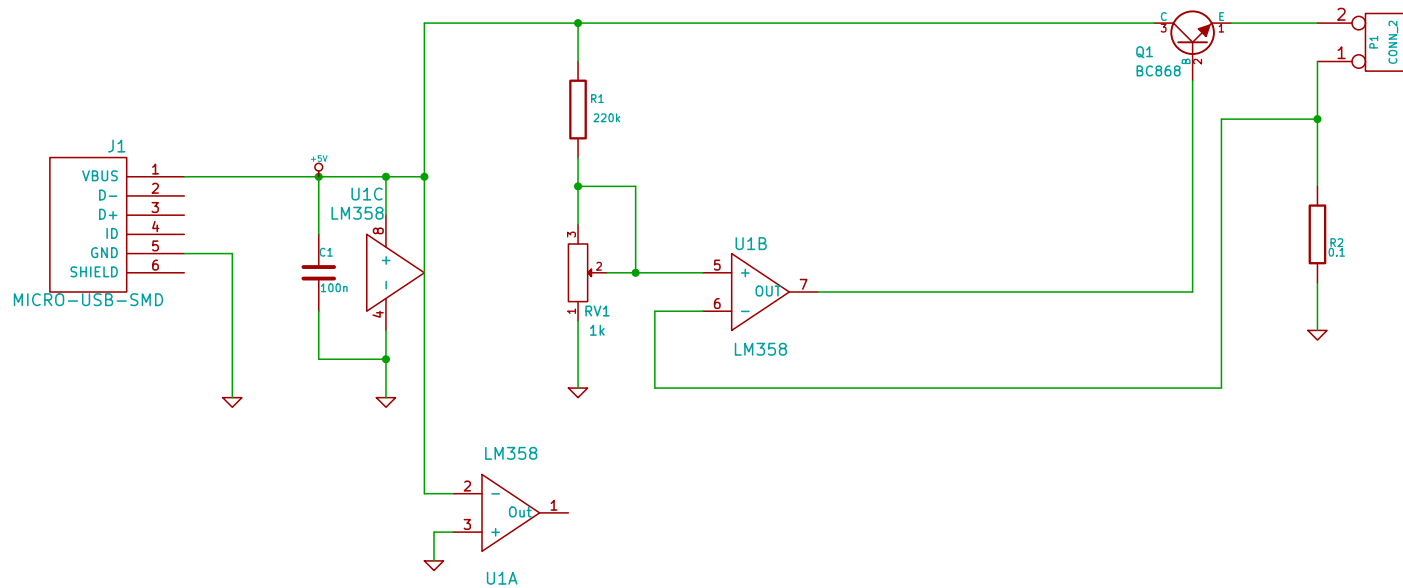 J1
VBUS 1
D- 2
D+ 3
ID 4
GND 5
SHIELD 6
MICRO-USB-SMD
+5V
C1
100n
U1C
LM358
8
+
-
4
R1
220k
3
2
1
RV1
1k
U1B
5 +
6 -
OUT 7
LM358
C
3
E
1
B
2
Q1
BC868
2
1
P1
CONN_2
R2
0.1
LM358
2 -
3 +
Out 1
U1A